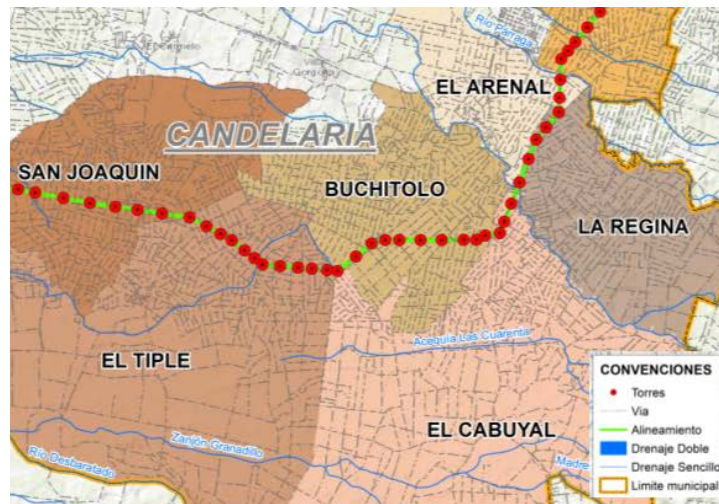 Río Párraga
EL ARENAL
CANDELARIA
SAN JOAQUIN
BUCHITOLO
LA REGINA
Acequia Las Cuarenta
EL TIPLE
EL CABUYAL
Zanjón Granadillo
Río Desbaratado
Madre
CONVENCIONES
Torres
Via
Alineamiento
Drenaje Doble
Drenaje Sencillo
Limite municipal